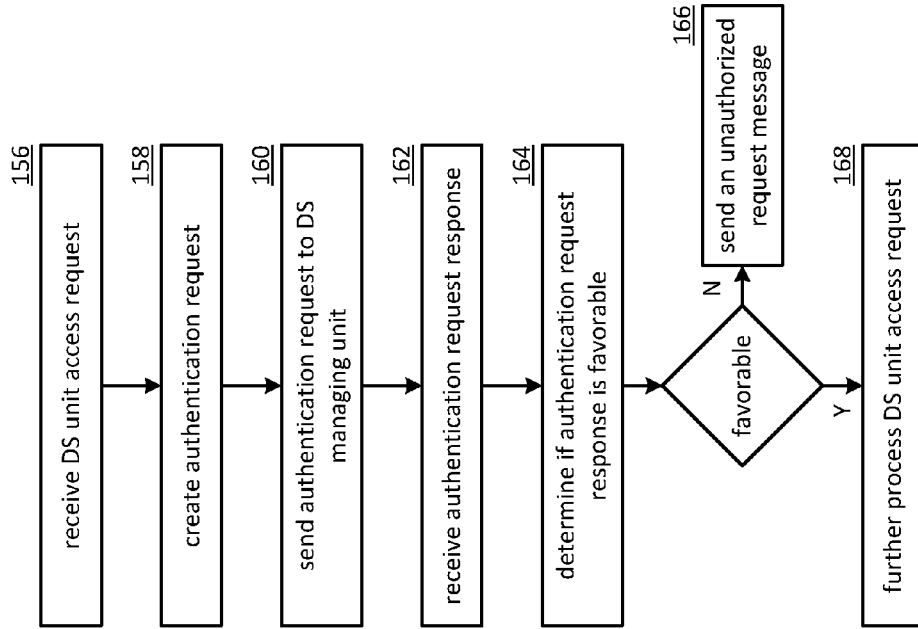 156
receive DS unit access request
158
create authentication request
160
send authentication request to DS
managing unit
162
receive authentication request response
164
determine if authentication request
response is favorable
favorable
N
166
send an unauthorized
request message
Y
168
further process DS unit access request